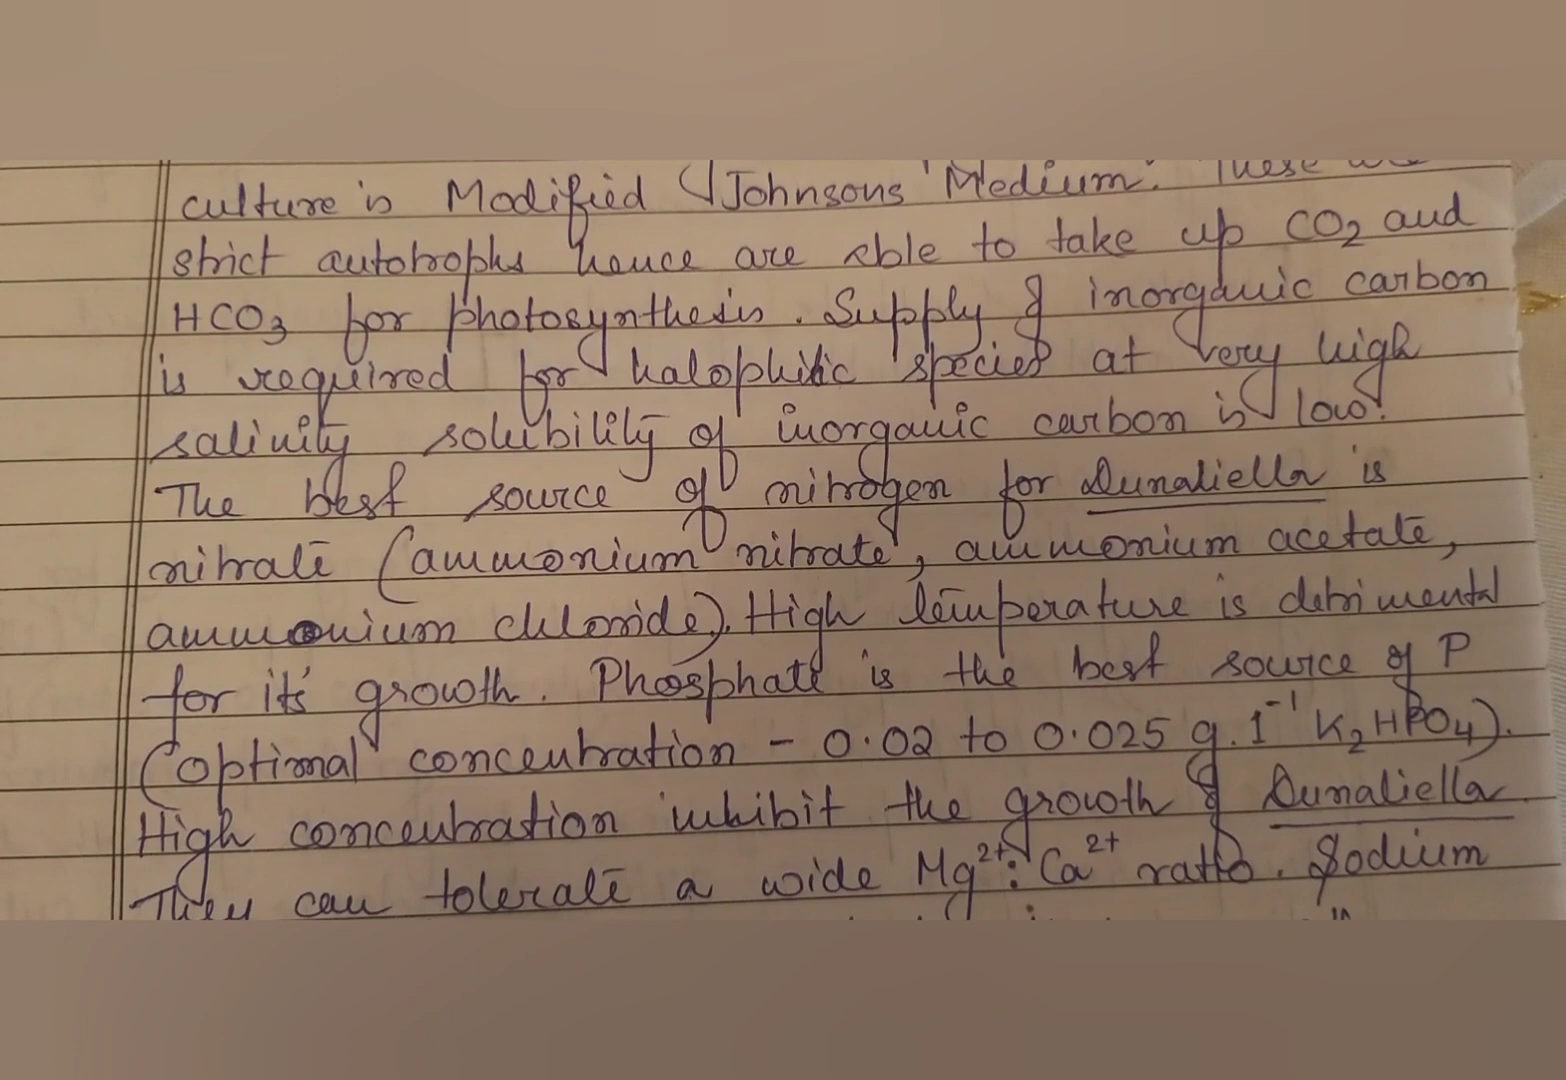 culture is Modified Johnsons Medium. These are
strict autotrophs hence are able to take up CO₂ and
HCO₃ for photosynthesis. Supply of inorganic carbon
is required for halophilic species at very high
salinity solubility of inorganic carbon is low.
The best source of nitrogen for Dunaliella is
nitrate (ammonium nitrate, ammonium acetate,
ammonium chloride). High temperature is detrimental
for its growth. Phosphate is the best source of P
(optimal concentration - 0.02 to 0.025 g.1⁻¹ K₂HPO₄).
High concentration inhibit the growth of Dunaliella
They can tolerate a wide Mg²⁺: Ca²⁺ ratio. Sodium